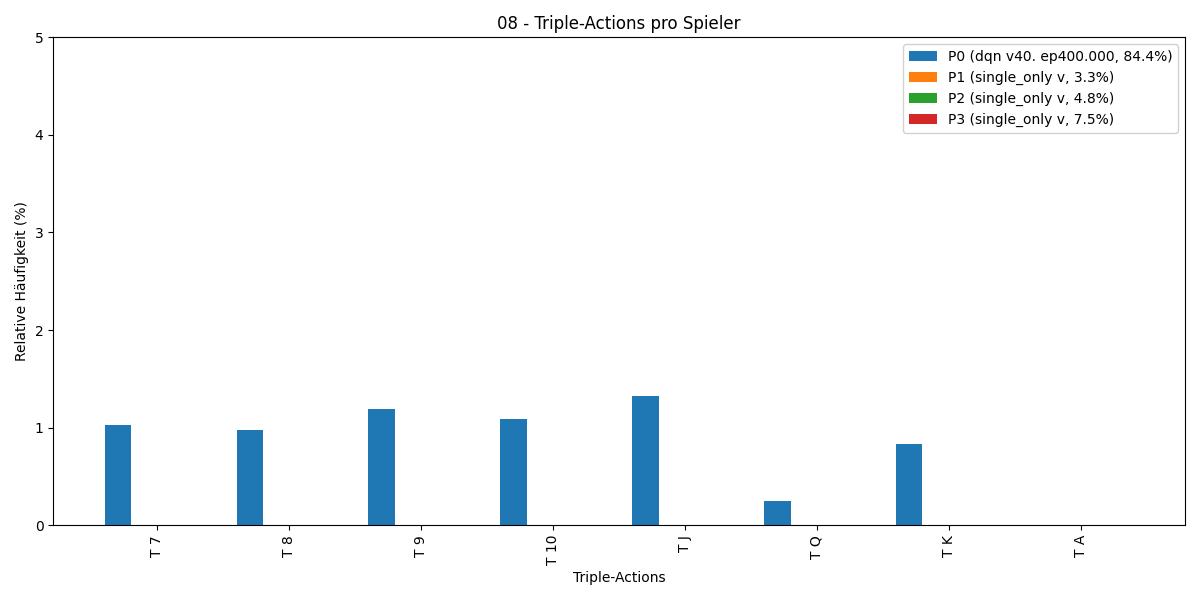 08 - Triple-Actions pro Spieler
P0 (dqn v40. ep400.000, 84.4%)
P1 (single_only v, 3.3%)
P2 (single_only v, 4.8%)
P3 (single_only v, 7.5%)
Relative Häufigkeit (%)
5
4
3
2
1
0
T 7
T 8
T 9
T 10
T J
T Q
T K
T A
Triple-Actions